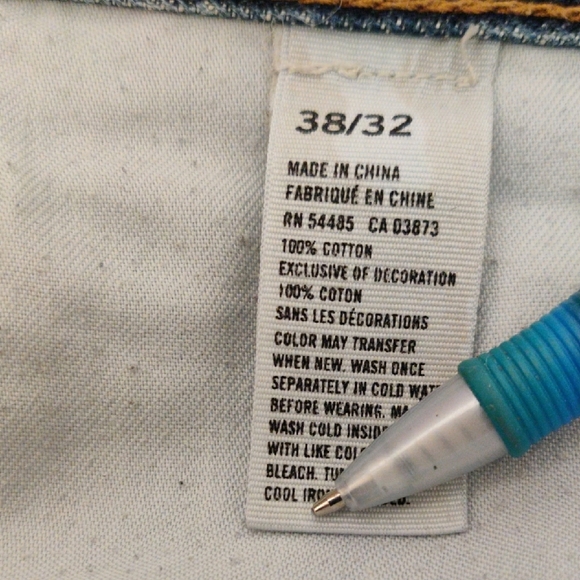 38/32
MADE IN CHINA
FABRIQUÉ EN CHINE
RN 54485 CA 03873
100% COTTON
EXCLUSIVE OF DECORATION
100% COTON
SANS LES DÉCORATIONS
COLOR MAY TRANSFER
WHEN NEW. WASH ONCE
SEPARATELY IN COLD
BEFORE WEARING.
WASH COLD
WITH LIKE
BLEACH.
COOL